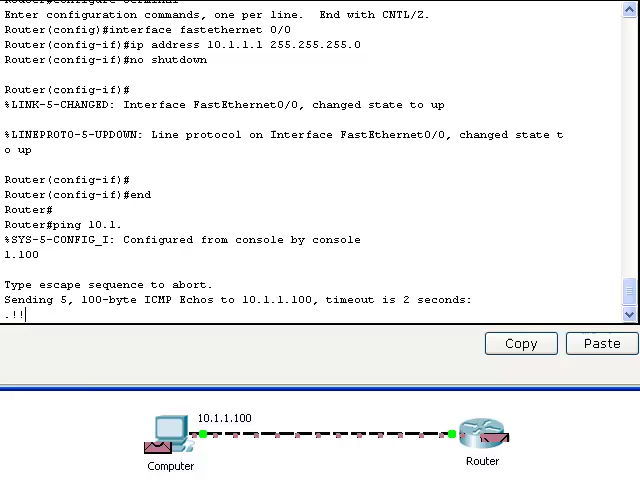 Router#configure terminal
Enter configuration commands, one per line.  End with CNTL/Z.
Router(config)#interface fastethernet 0/0
Router(config-if)#ip address 10.1.1.1 255.255.255.0
Router(config-if)#no shutdown
Router(config-if)#
%LINK-5-CHANGED: Interface FastEthernet0/0, changed state to up
%LINEPROTO-5-UPDOWN: Line protocol on Interface FastEthernet0/0, changed state t
o up
Router(config-if)#
Router(config-if)#end
Router#
Router#ping 10.1.
%SYS-5-CONFIG_I: Configured from console by console
1.100
Type escape sequence to abort.
Sending 5, 100-byte ICMP Echos to 10.1.1.100, timeout is 2 seconds:
.!!
Copy Paste
10.1.1.100
Computer
Router